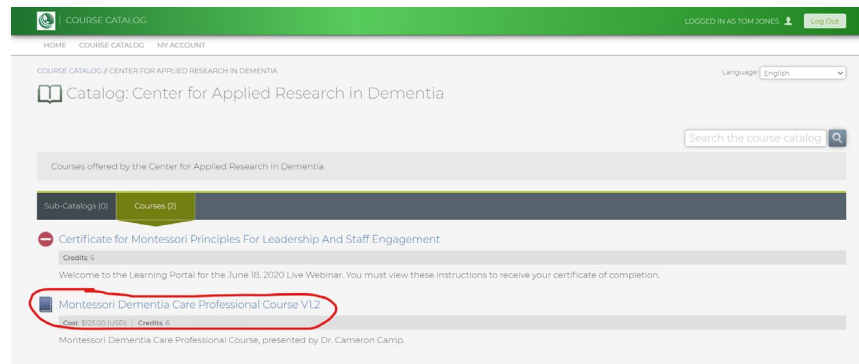 COURSE CATALOG
LOGGED IN AS TOM JONES
Log Out
HOME COURSE CATALOG MY ACCOUNT
COURSE CATALOG // CENTER FOR APPLIED RESEARCH IN DEMENTIA
Language: English
Catalog: Center for Applied Research in Dementia
Search the course catalog
Courses offered by the Center for Applied Research in Dementia
Sub-Catalogs (0) Courses (2)
Certificate for Montessori Principles For Leadership And Staff Engagement
Credits: 6
Welcome to the Learning Portal for the June 18, 2020 Live Webinar. You must view these instructions to receive your certificate of completion.
Montessori Dementia Care Professional Course V1.2
Cost: $125.00 (USD) | Credits: 6
Montessori Dementia Care Professional Course, presented by Dr. Cameron Camp.